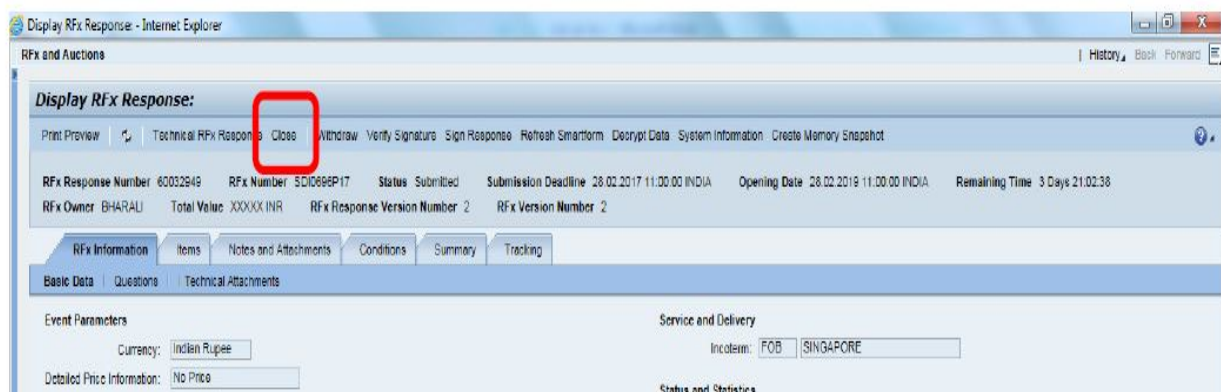 Display RFx Response: - Internet Explorer
RFx and Auctions | History Back Forward
Display RFx Response:
Print Preview | Technical RFx Response Close Withdraw Verify Signature Sign Response Refresh Smartform Decrypt Data System Information Create Memory Snapshot
RFx Response Number 60032949 RFx Number SDI0696P17 Status Submitted Submission Deadline 28.02.2017 11:00:00 INDIA Opening Date 28.02.2019 11:00:00 INDIA Remaining Time 3 Days 21:02:38
RFx Owner BHARALI Total Value XXXXX INR RFx Response Version Number 2 RFx Version Number 2
RFx Information Items Notes and Attachments Conditions Summary Tracking
Basic Data | Questions | Technical Attachments
Event Parameters Service and Delivery
Currency: Indian Rupee Incoterm: FOB SINGAPORE
Detailed Price Information: No Price
Status and Statistics